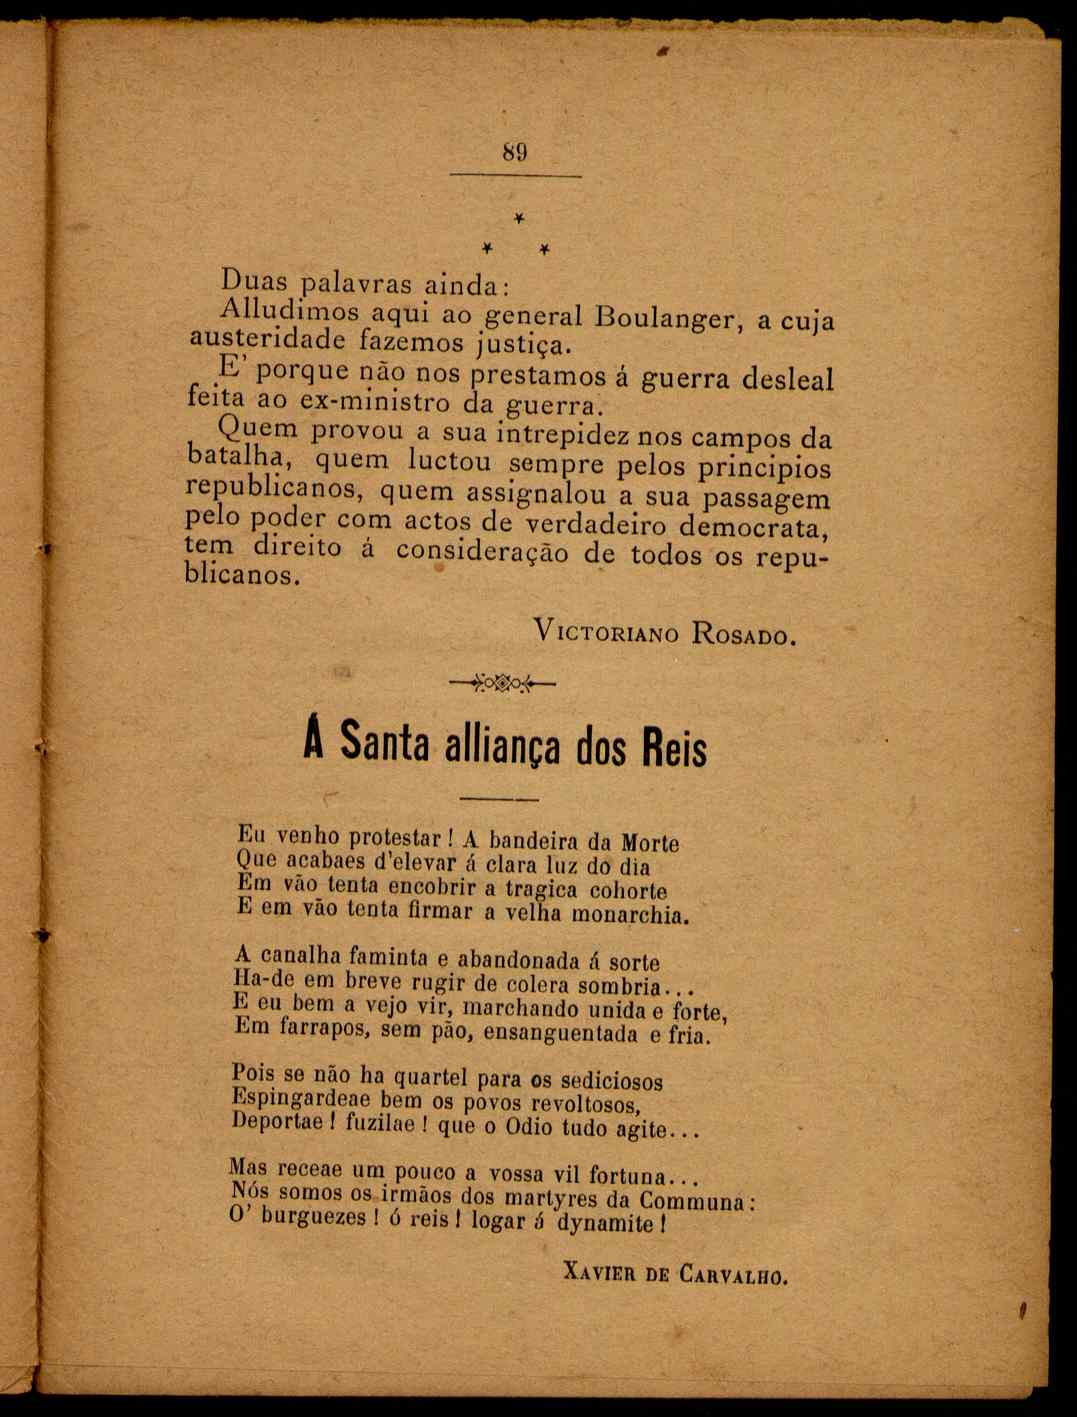 89
Duas palavras ainda:
Alludimos aqui ao general Boulanger, a cuja
austeridade fazemos justiça.
E' porque não nos prestamos á guerra desleal
feita ao ex-ministro da guerra.
Quem provou a sua intrepidez nos campos da
batalha, quem luctou sempre pelos principios
republicanos, quem assignalou a sua passagem
pelo poder com actos de verdadeiro democrata,
tem direito á consideração de todos os repu-
blicanos.
VICTORIANO ROSADO.
Á Santa alliança dos Reis
Eu venho protestar! A bandeira da Morte
Que acabaes d'elevar á clara luz do dia
Em vão tenta encobrir a tragica cohorte
E em vão tenta firmar a velha monarchia.
A canalha faminta e abandonada á sorte
Ha-de em breve rugir de colera sombria...
E eu bem a vejo vir, marchando unida e forte,
Em farrapos, sem pão, ensanguentada e fria.
Pois se não ha quartel para os sediciosos
Espingardeae bem os povos revoltosos,
Deportae! fuzilae! que o Odio tudo agite...
Mas receae um pouco a vossa vil fortuna...
Nós somos os irmãos dos martyres da Communa:
O' burguezes! ó reis! logar á dynamite!
XAVIER DE CARVALHO.